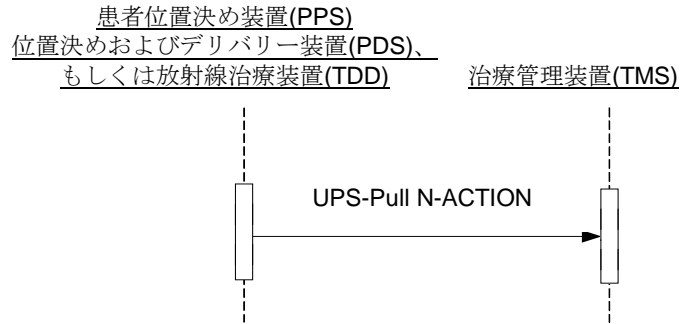 患者位置決め装置(PPS)
位置決めおよびデリバリー装置(PDS)、
もしくは放射線治療装置(TDD)
治療管理装置(TMS)
UPS-Pull N-ACTION